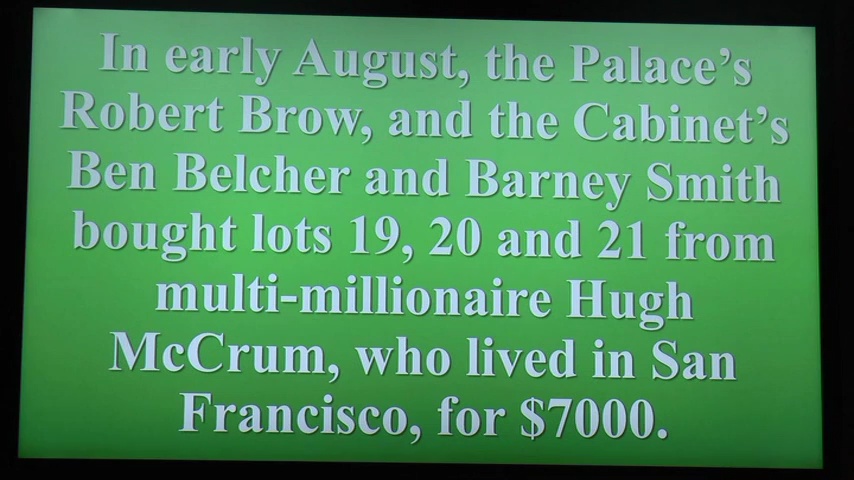 In early August, the Palace's
Robert Brow, and the Cabinet's
Ben Belcher and Barney Smith
bought lots 19, 20 and 21 from
multi-millionaire Hugh
McCrum, who lived in San
Francisco, for $7000.